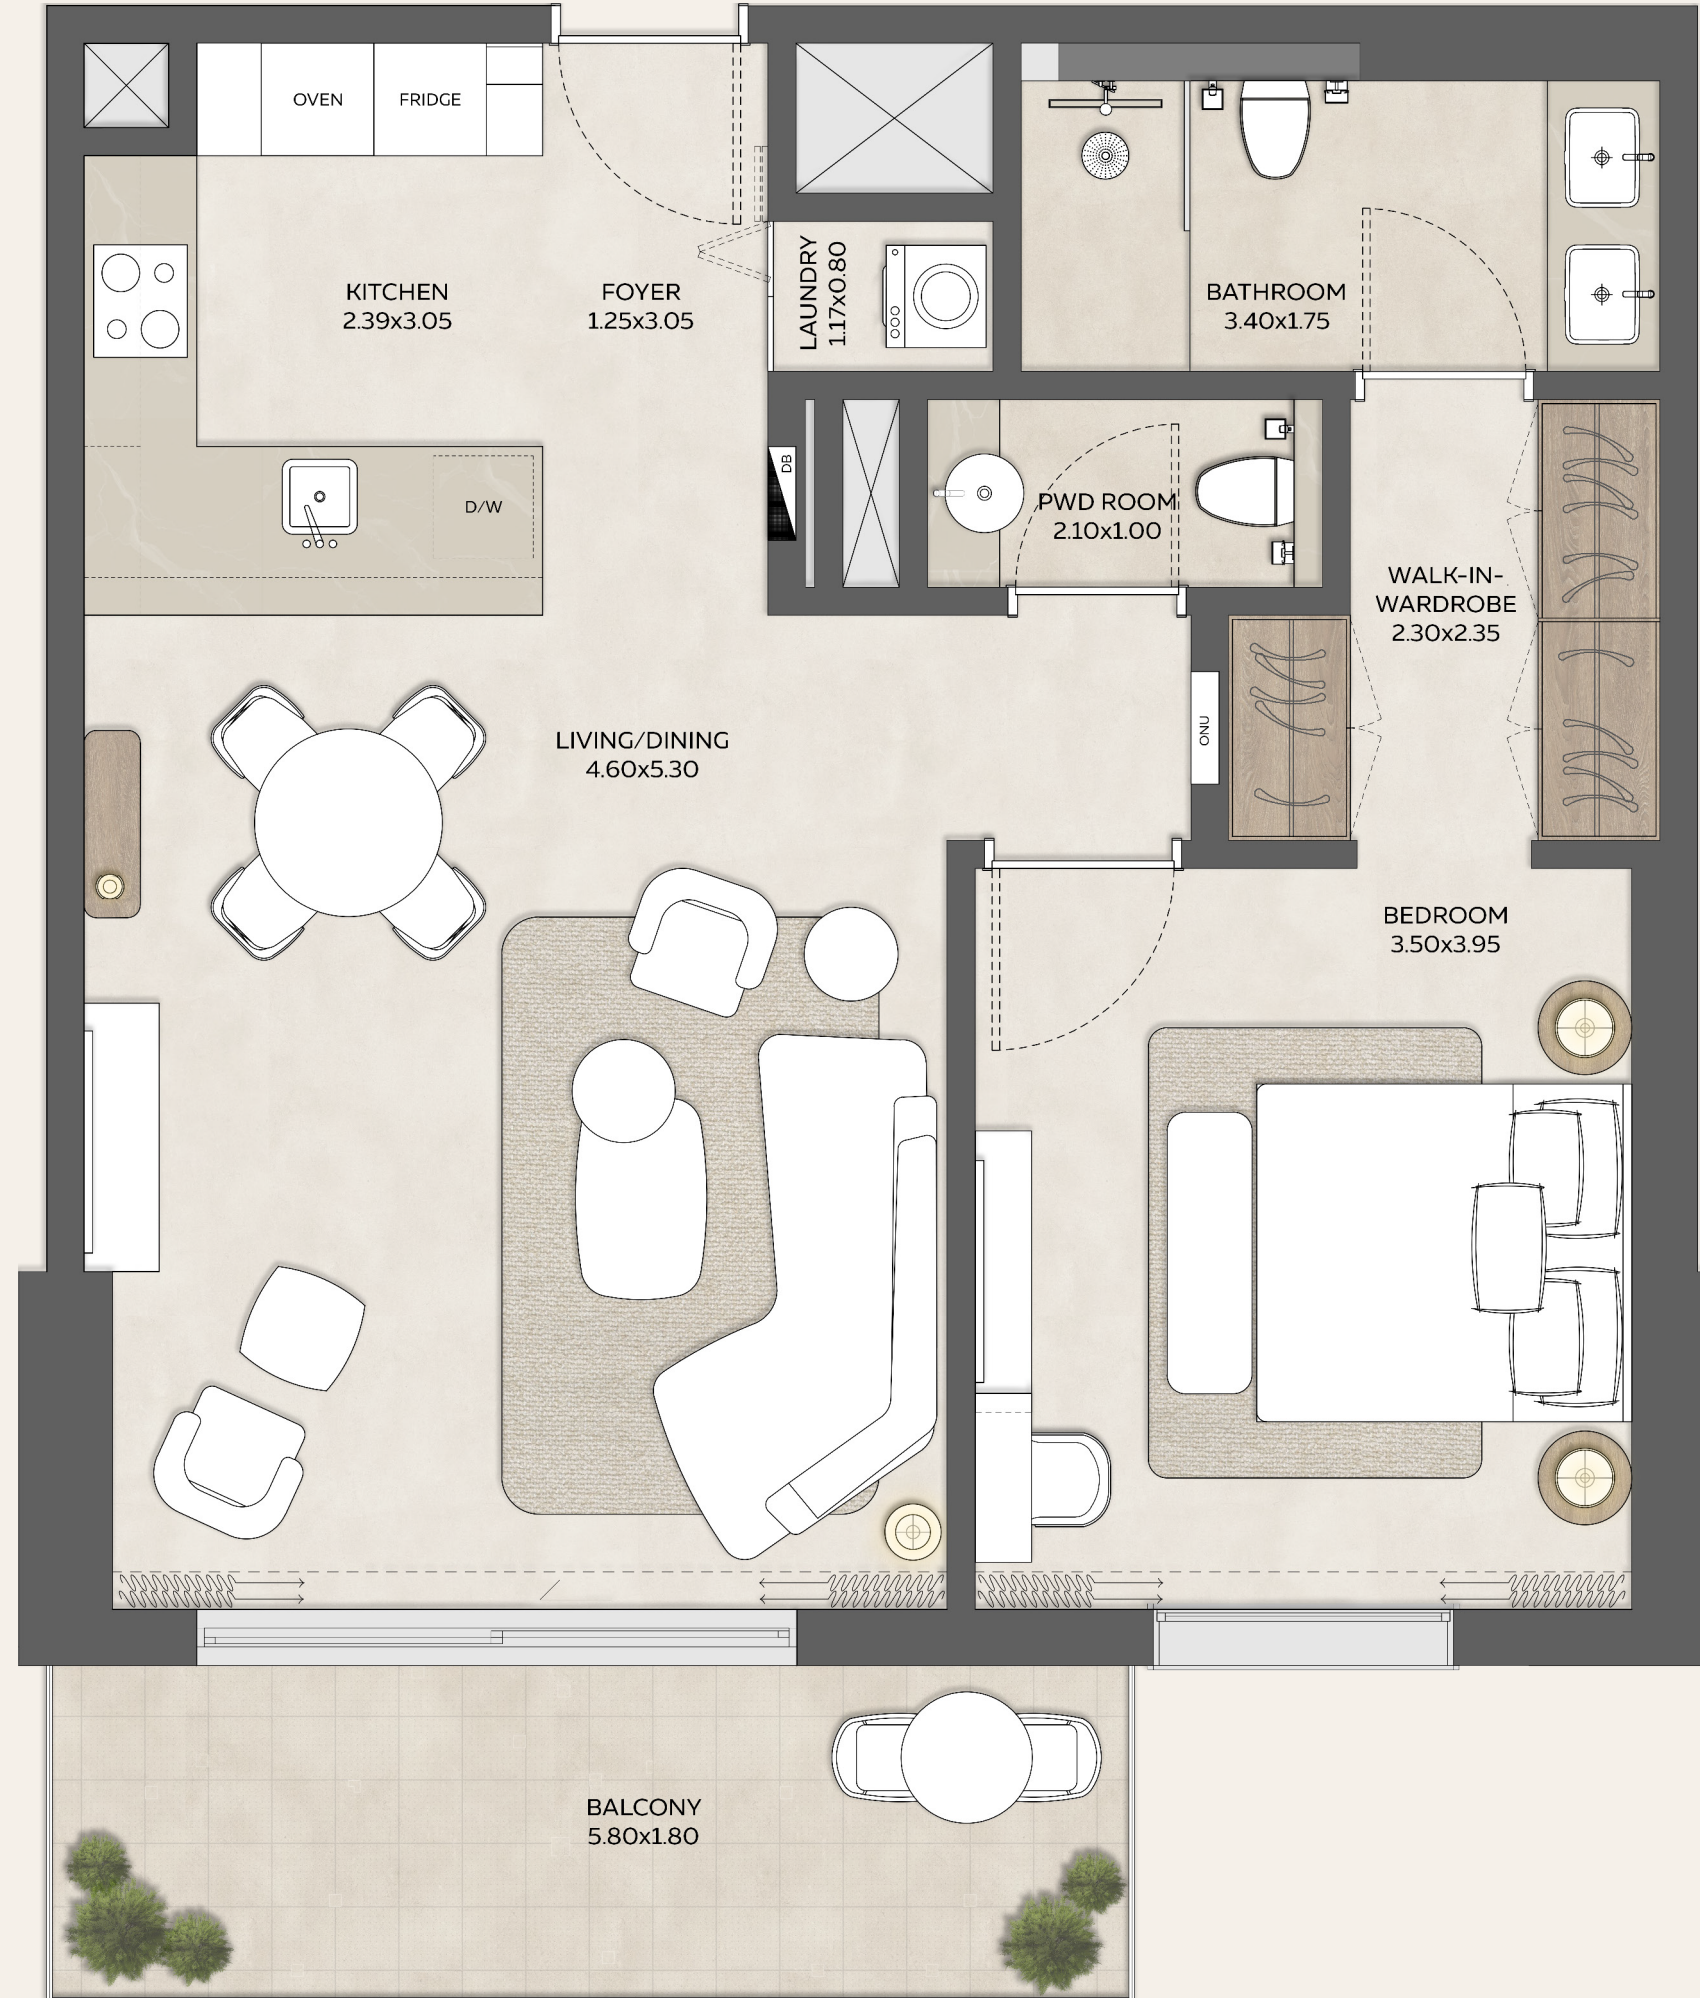 OVEN
FRIDGE
KITCHEN
2.39x3.05
FOYER
1.25x3.05
LAUNDRY
1.17x0.80
BATHROOM
3.40x1.75
DB
D/W
PWD ROOM
2.10x1.00
WALK-IN-
WARDROBE
2.30x2.35
ONU
LIVING/DINING
4.60x5.30
BEDROOM
3.50x3.95
BALCONY
5.80x1.80